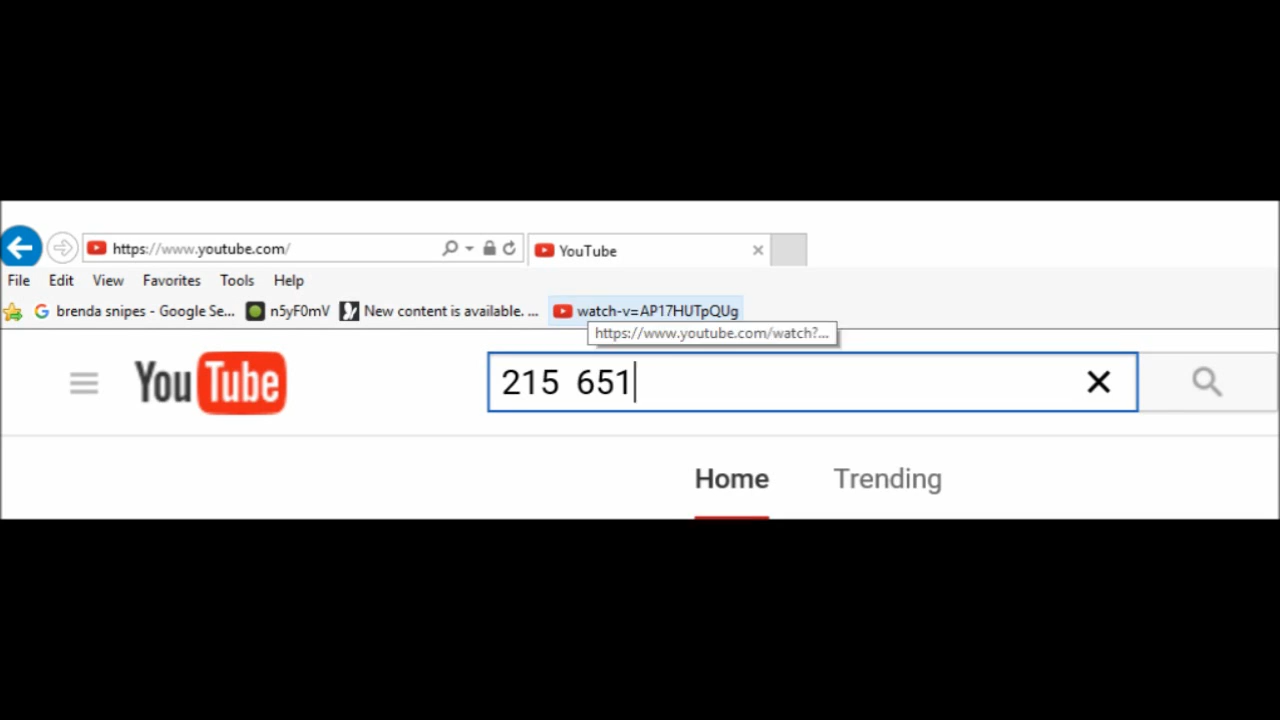 https://www.youtube.com/ YouTube
File Edit View Favorites Tools Help
brenda snipes - Google Se... n5yF0mV New content is available. ... watch-v=AP17HUTpQUg
https://www.youtube.com/watch?...
YouTube 215 651
Home Trending